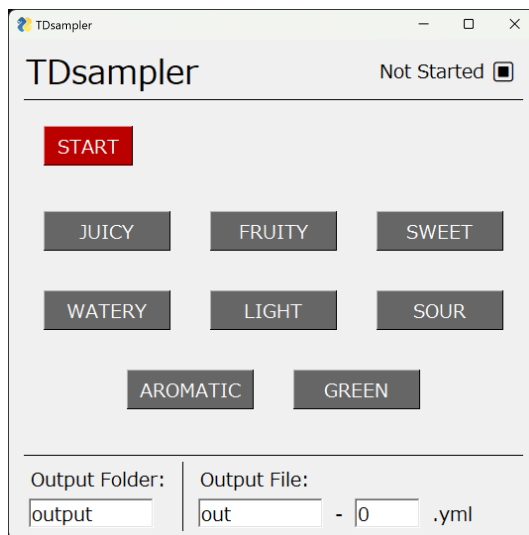 TDsampler
TDsampler
Not Started
START
JUICY FRUITY SWEET
WATERY LIGHT SOUR
AROMATIC GREEN
Output Folder: Output File:
output out - 0 .yml